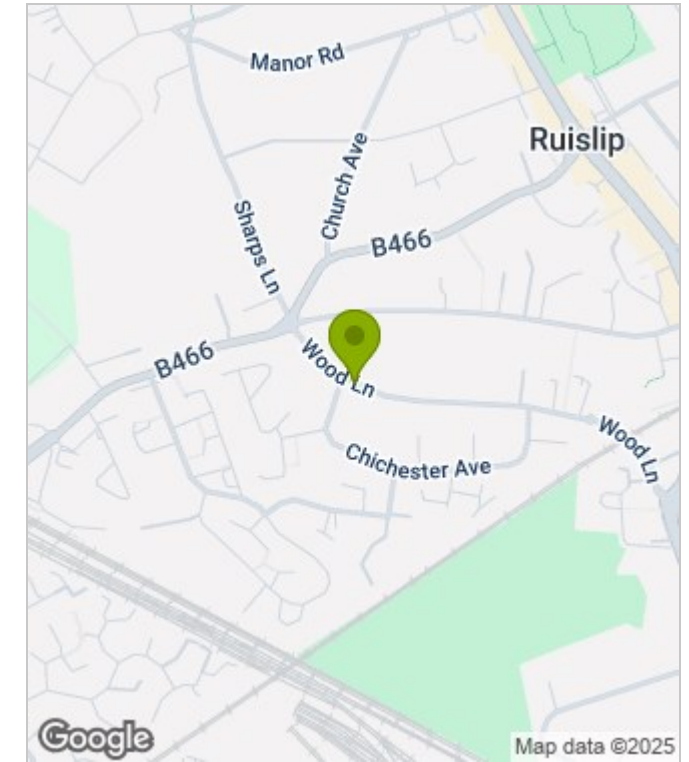 Manor Rd
Ruislip
Church Ave
Sharps Ln
B466
B466
Wood Ln
Wood Ln
Chichester Ave
Google
Map data ©2025